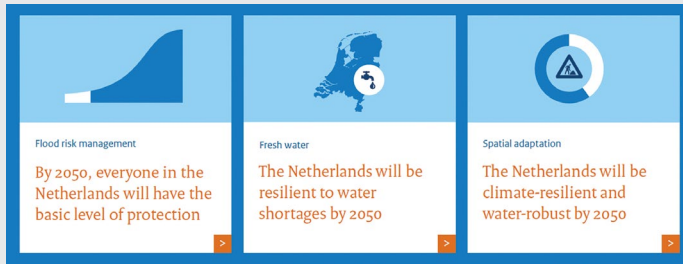 Flood risk management
By 2050, everyone in the
Netherlands will have the
basic level of protection
>
Fresh water
The Netherlands will be
resilient to water
shortages by 2050
>
Spatial adaptation
The Netherlands will be
climate-resilient and
water-robust by 2050
>